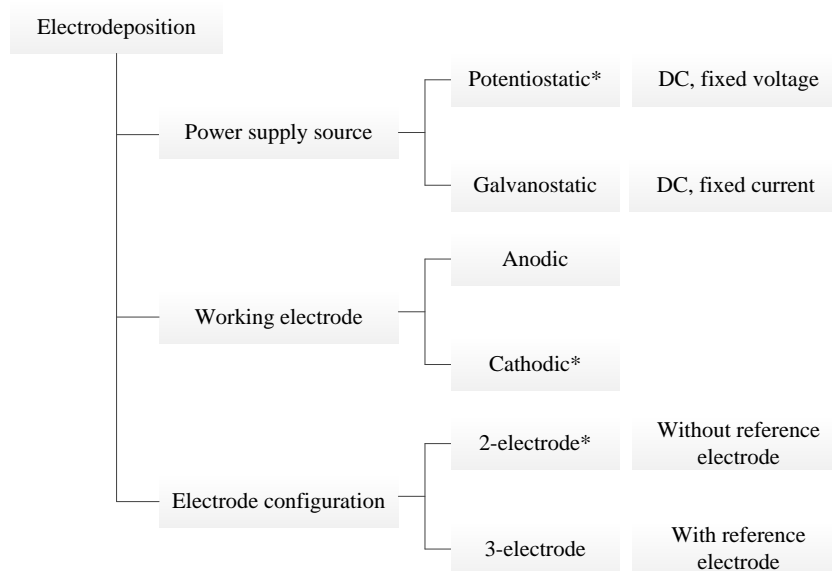 Electrodeposition
Power supply source
Potentiostatic*
DC, fixed voltage
Galvanostatic
DC, fixed current
Working electrode
Anodic
Cathodic*
Electrode configuration
2-electrode*
Without reference
electrode
3-electrode
With reference
electrode